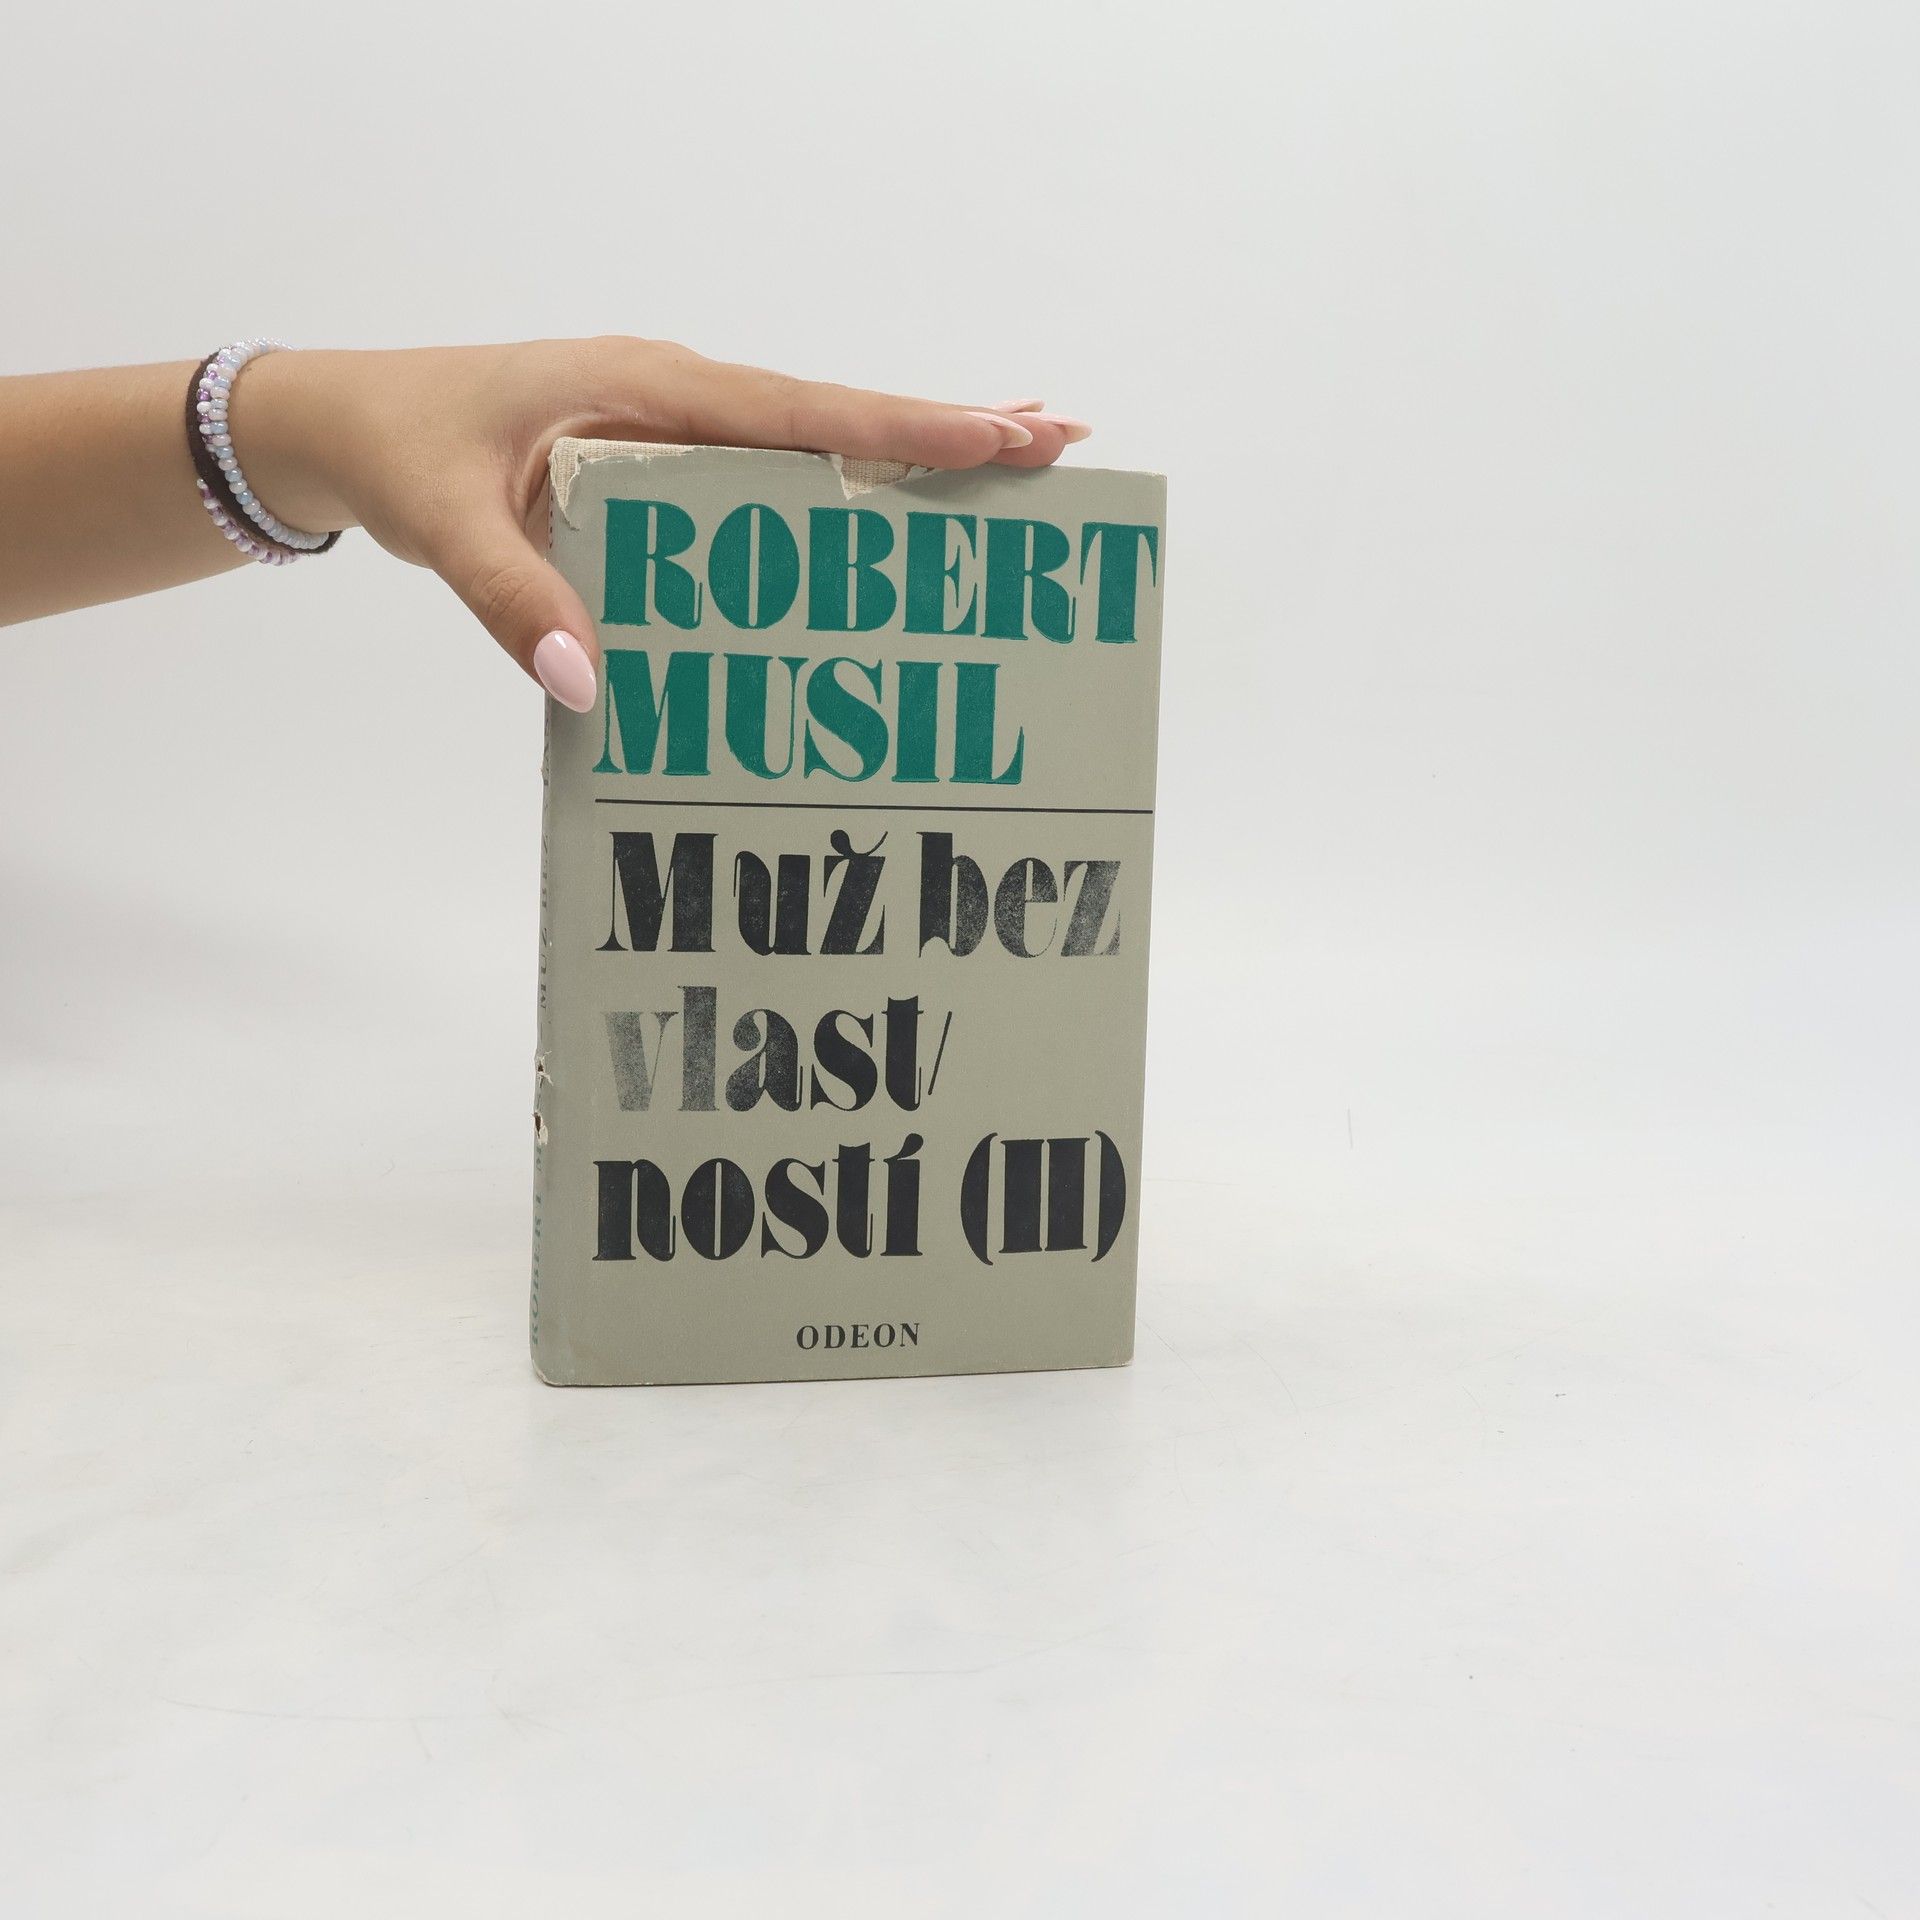 ROBERT
MUSIL
Muž bez
vlast/
ností (II)
ODEON